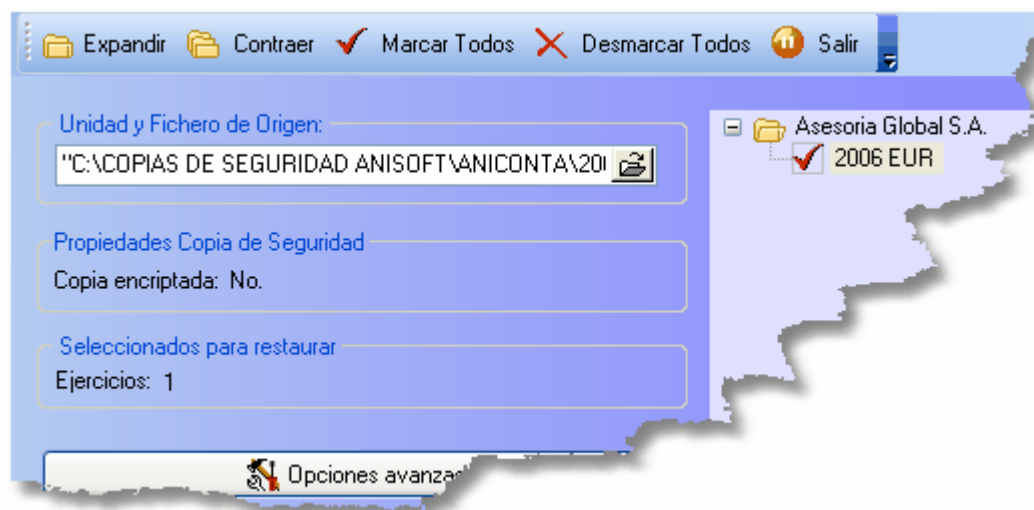 Expandir Contraer Marcar Todos Desmarcar Todos Salir
Unidad y Fichero de Origen:
"C:\COPIAS DE SEGURIDAD ANISOFT\ANICONTA\20
Propiedades Copia de Seguridad
Copia encriptada: No.
Seleccionados para restaurar
Ejercicios: 1
Opciones
Asesoria Global S.A.
2006 EUR